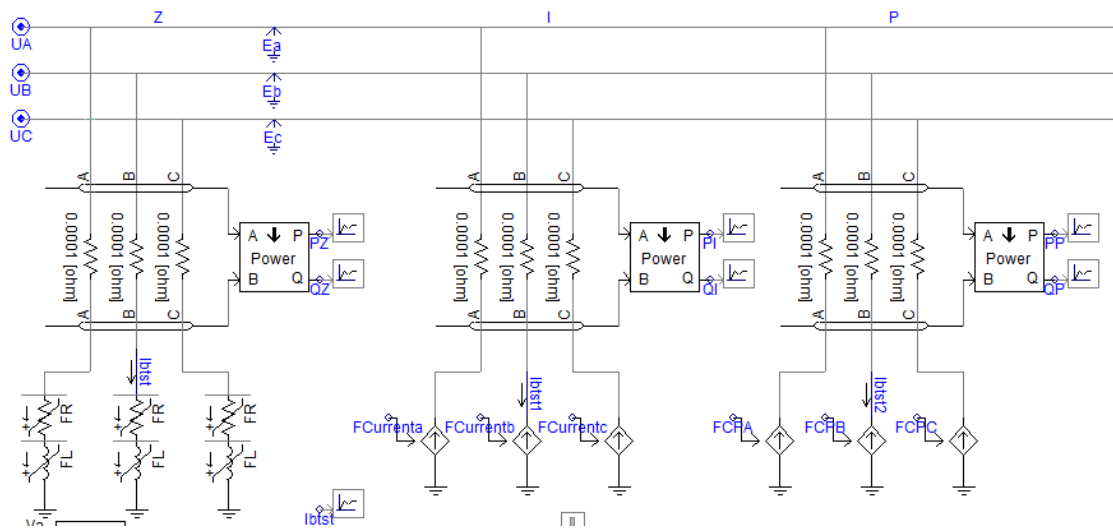 Z I P
UA Ea
UB Eb
UC Ec
A B C A B C A B C
0.0001 [ohm] 0.0001 [ohm] 0.0001 [ohm] 0.0001 [ohm] 0.0001 [ohm] 0.0001 [ohm] 0.0001 [ohm] 0.0001 [ohm] 0.0001 [ohm]
A P PZ A P PI A P PP
Power Power Power
B Q QZ B Q QI B Q QP
A B C A B C A B C
Ibtst Ibtst1 Ibtst2
FR FR FR FCurrenta FCurrentb FCurrentc FCPA FCPB FCPC
+ + +
FL FL FL
+ + +
Ibtst
Va